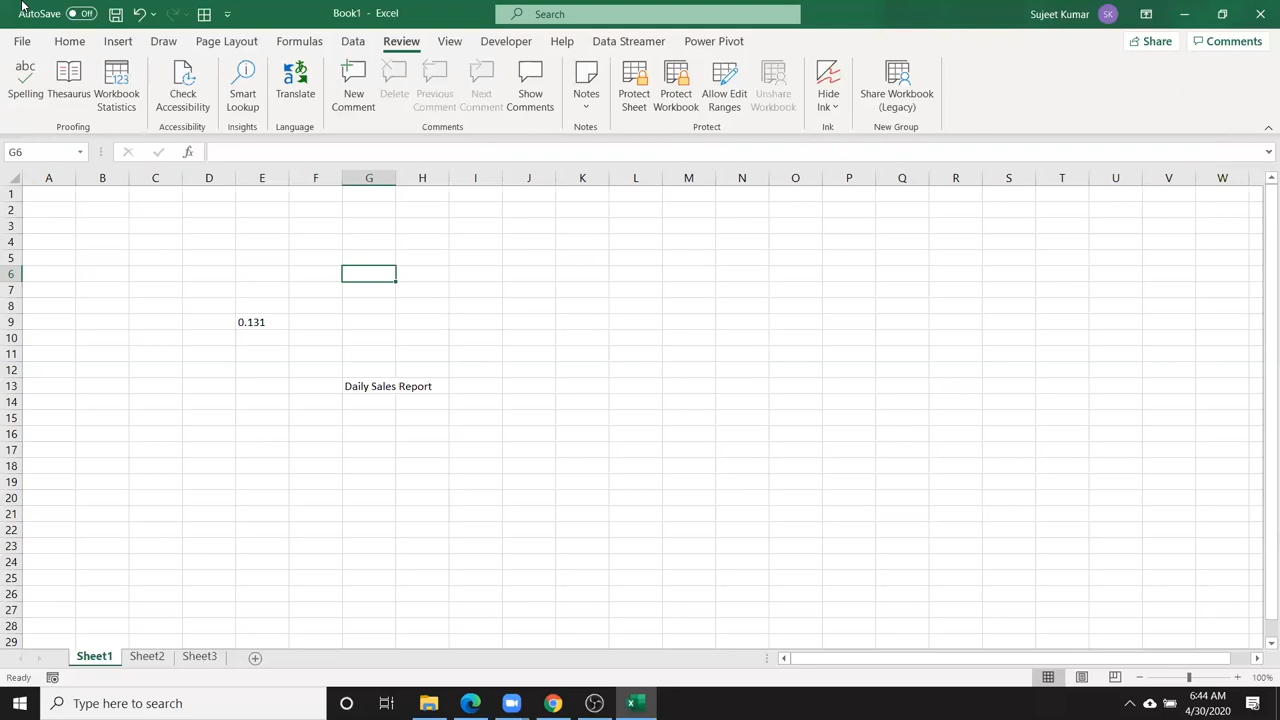 AutoSave Off
Book1 - Excel
Search
Sujeet Kumar SK
File Home Insert Draw Page Layout Formulas Data Review View Developer Help Data Streamer Power Pivot Share Comments
abc
Spelling
Thesaurus
Workbook
Statistics
Proofing
Check
Accessibility
Accessibility
Smart
Lookup
Insights
Translate
Language
New
Comment
Delete
Previous
Comment
Next
Comment
Show
Comments
Comments
Notes
Notes
Protect
Sheet
Protect
Workbook
Allow Edit
Ranges
Unshare
Workbook
Protect
Hide
Ink
Ink
Share Workbook
(Legacy)
New Group
G6 fx
A B C D E F G H I J K L M N O P Q R S T U V W
1
2
3
4
5
6
7
8
9 0.131
10
11
12
13 Daily Sales Report
14
15
16
17
18
19
20
21
22
23
24
25
26
27
28
29
Sheet1 Sheet2 Sheet3
Ready 100%
Type here to search
6:44 AM
4/30/2020